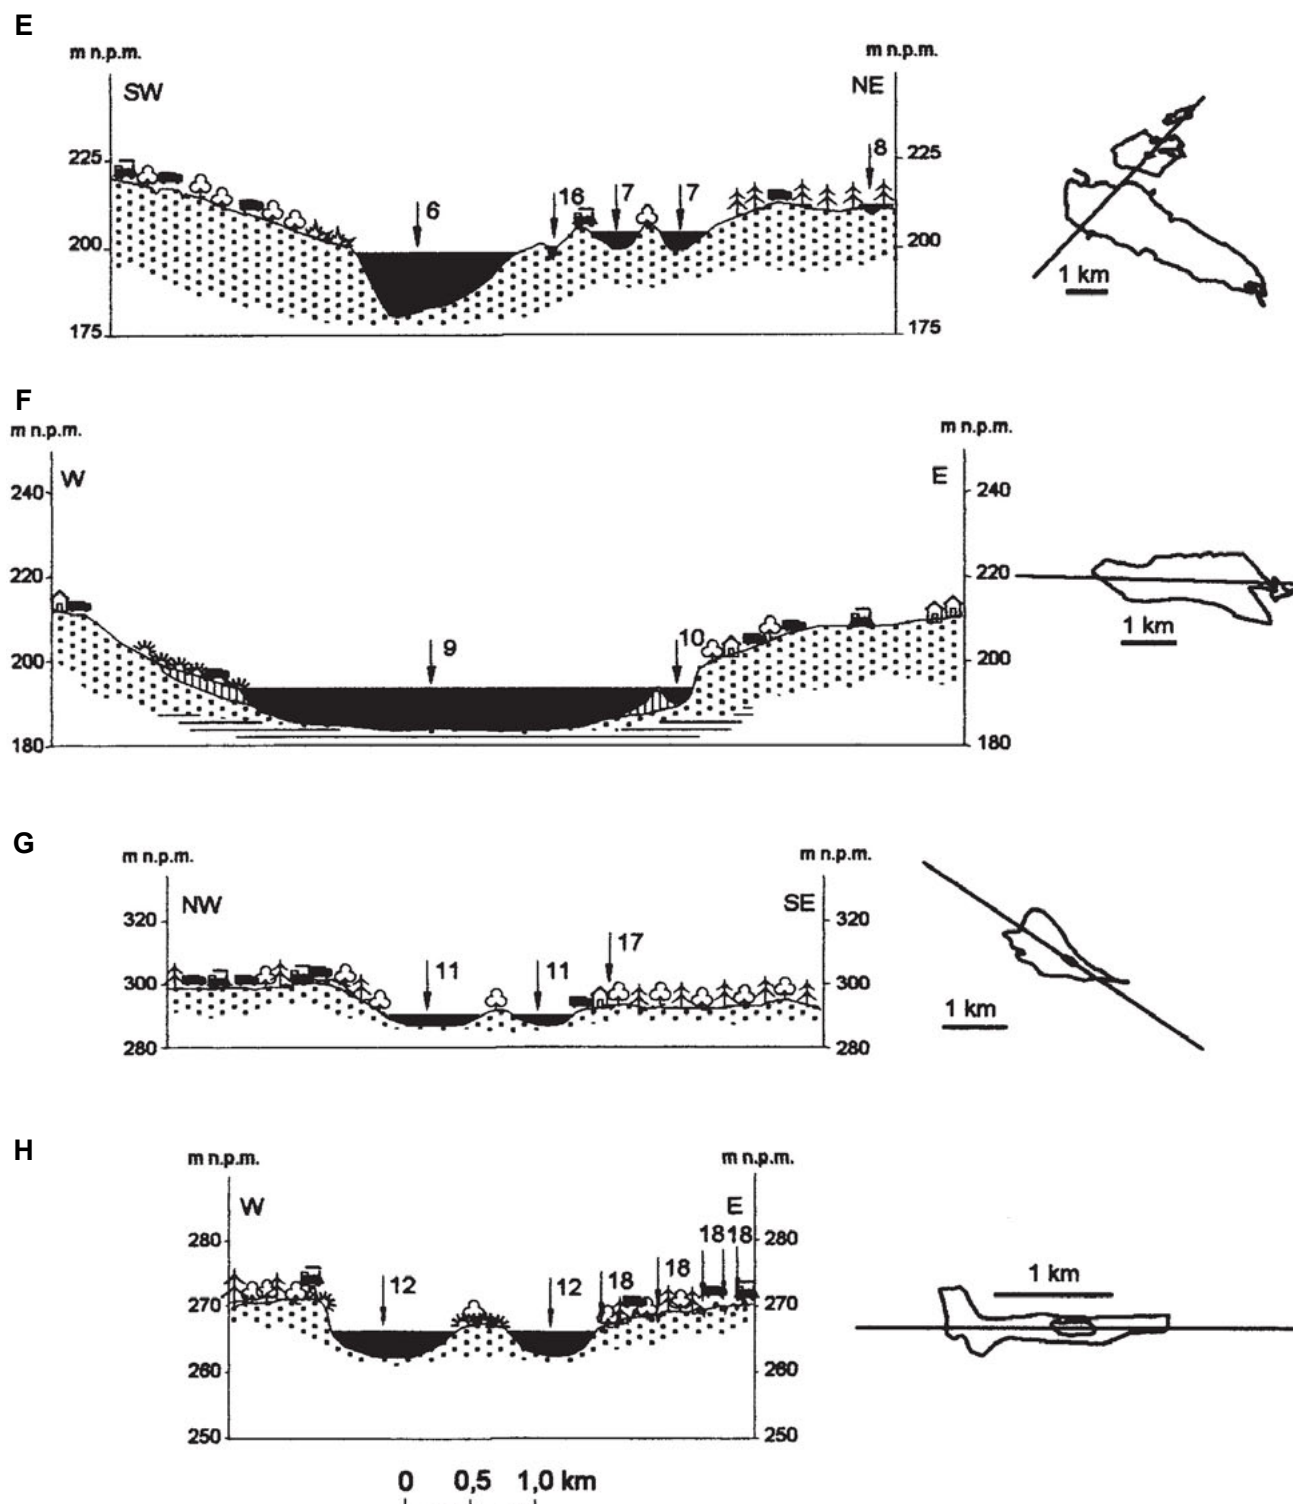 E
m n.p.m. m n.p.m.
SW NE
225 8 225
16 7 7
6
200 200
175 175
1 km
F
m n.p.m. m n.p.m.
W E
240 240
220 220
9 10
200 200
180 180
1 km
G
m n.p.m. m n.p.m.
NW SE
320 320
17
11 11
300 300
280 280
1 km
H
m n.p.m. m n.p.m.
W E
280 18 18 280
12 12 18 18
270 270
260 260
250 250
1 km
0 0,5 1,0 km